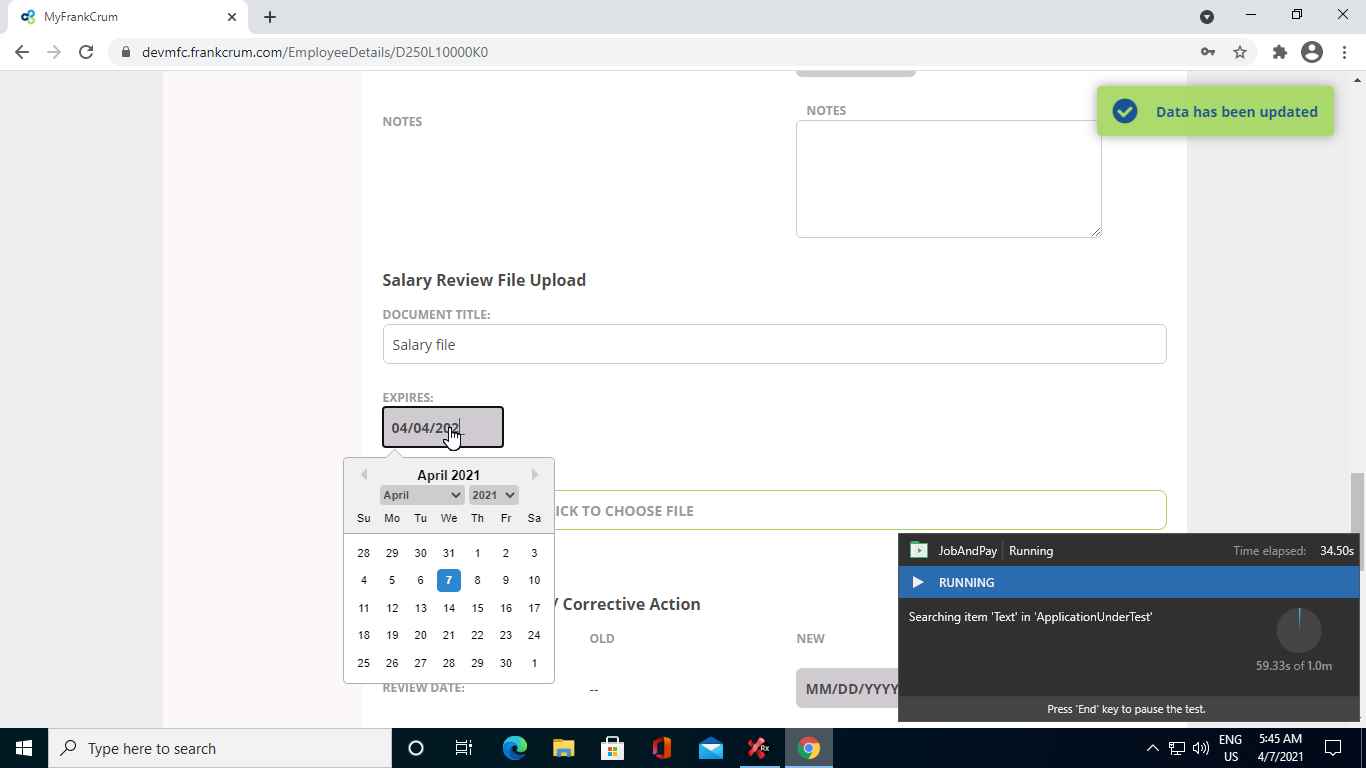 MyFrankCrum
devmfc.frankcrum.com/EmployeeDetails/D250L10000K0
Data has been updated
NOTES
NOTES
Salary Review File Upload
DOCUMENT TITLE:
Salary file
EXPIRES:
04/04/202_
April 2021
April 2021
Su Mo Tu We Th Fr Sa
28 29 30 31 1 2 3
4 5 6 7 8 9 10
11 12 13 14 15 16 17
18 19 20 21 22 23 24
25 26 27 28 29 30 1
ICK TO CHOOSE FILE
/ Corrective Action
OLD NEW
REVIEW DATE: -- MM/DD/YYYY
JobAndPay Running Time elapsed: 34.50s
RUNNING
Searching item 'Text' in 'ApplicationUnderTest'
59.33s of 1.0m
Press 'End' key to pause the test.
Type here to search
Rx
ENG
US
5:45 AM
4/7/2021